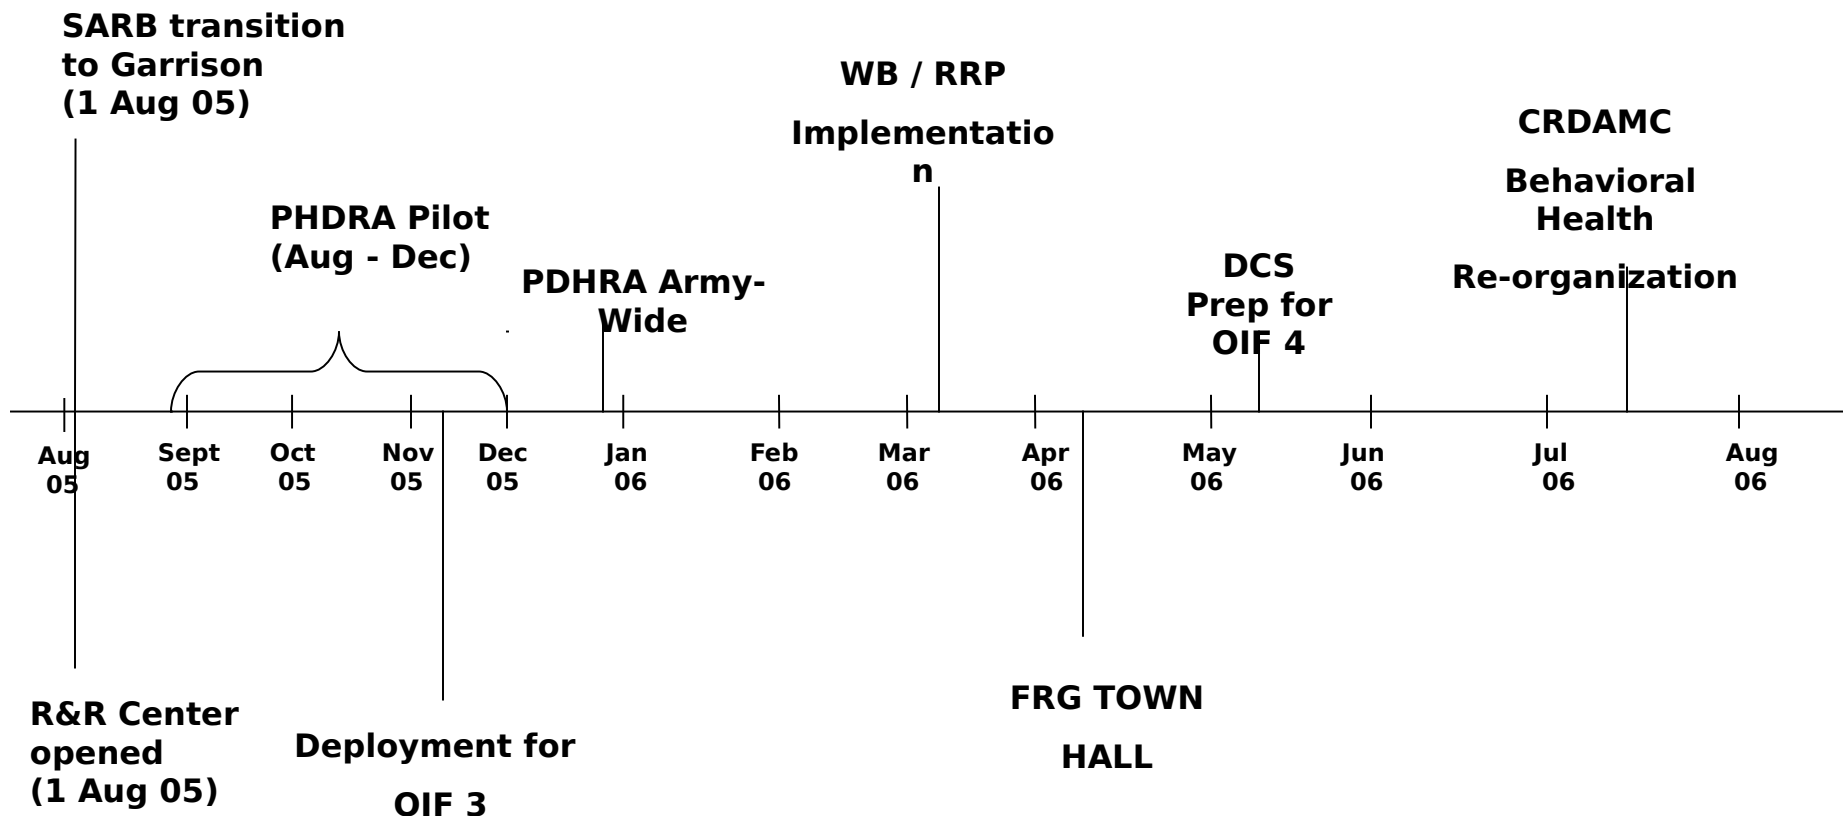 SARB transition
to Garrison
(1 Aug 05)
WB / RRP
Implementatio
n
CRDAMC
Behavioral
Health
Re-organization
PHDRA Pilot
(Aug - Dec)
PDHRA Army-
Wide
DCS
Prep for
OIF 4
Aug
05
Sept
05
Oct
05
Nov
05
Dec
05
Jan
06
Feb
06
Mar
06
Apr
06
May
06
Jun
06
Jul
06
Aug
06
R&R Center
opened
(1 Aug 05)
Deployment for
OIF 3
FRG TOWN
HALL